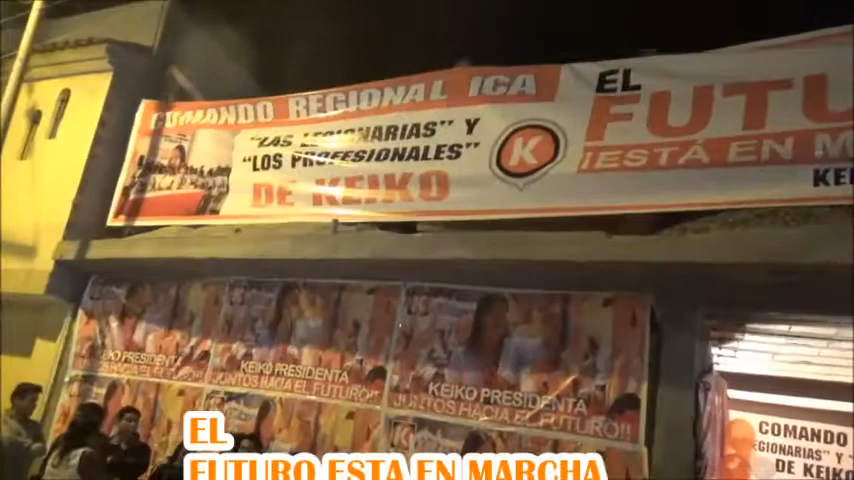 COMANDO REGIONAL ICA
"LAS LEGIONARIAS" Y
"LOS PROFESIONALES"
DE KEIKO
K
EL
FUTU
¡ESTÁ EN M
KEI
KEIKO PRESIDENTA
JUNTOS HACIA EL FUTURO!!
KEIKO PRESIDENTA
JUNTOS HACIA EL FUTURO!!
KEIKO PRESIDENTA
JUNTOS HACIA EL FUTURO!!
K
COMANDO RE
"LEGIONARIAS" Y
DE KEIKO
EL
FUTURO ESTA EN MARCHA